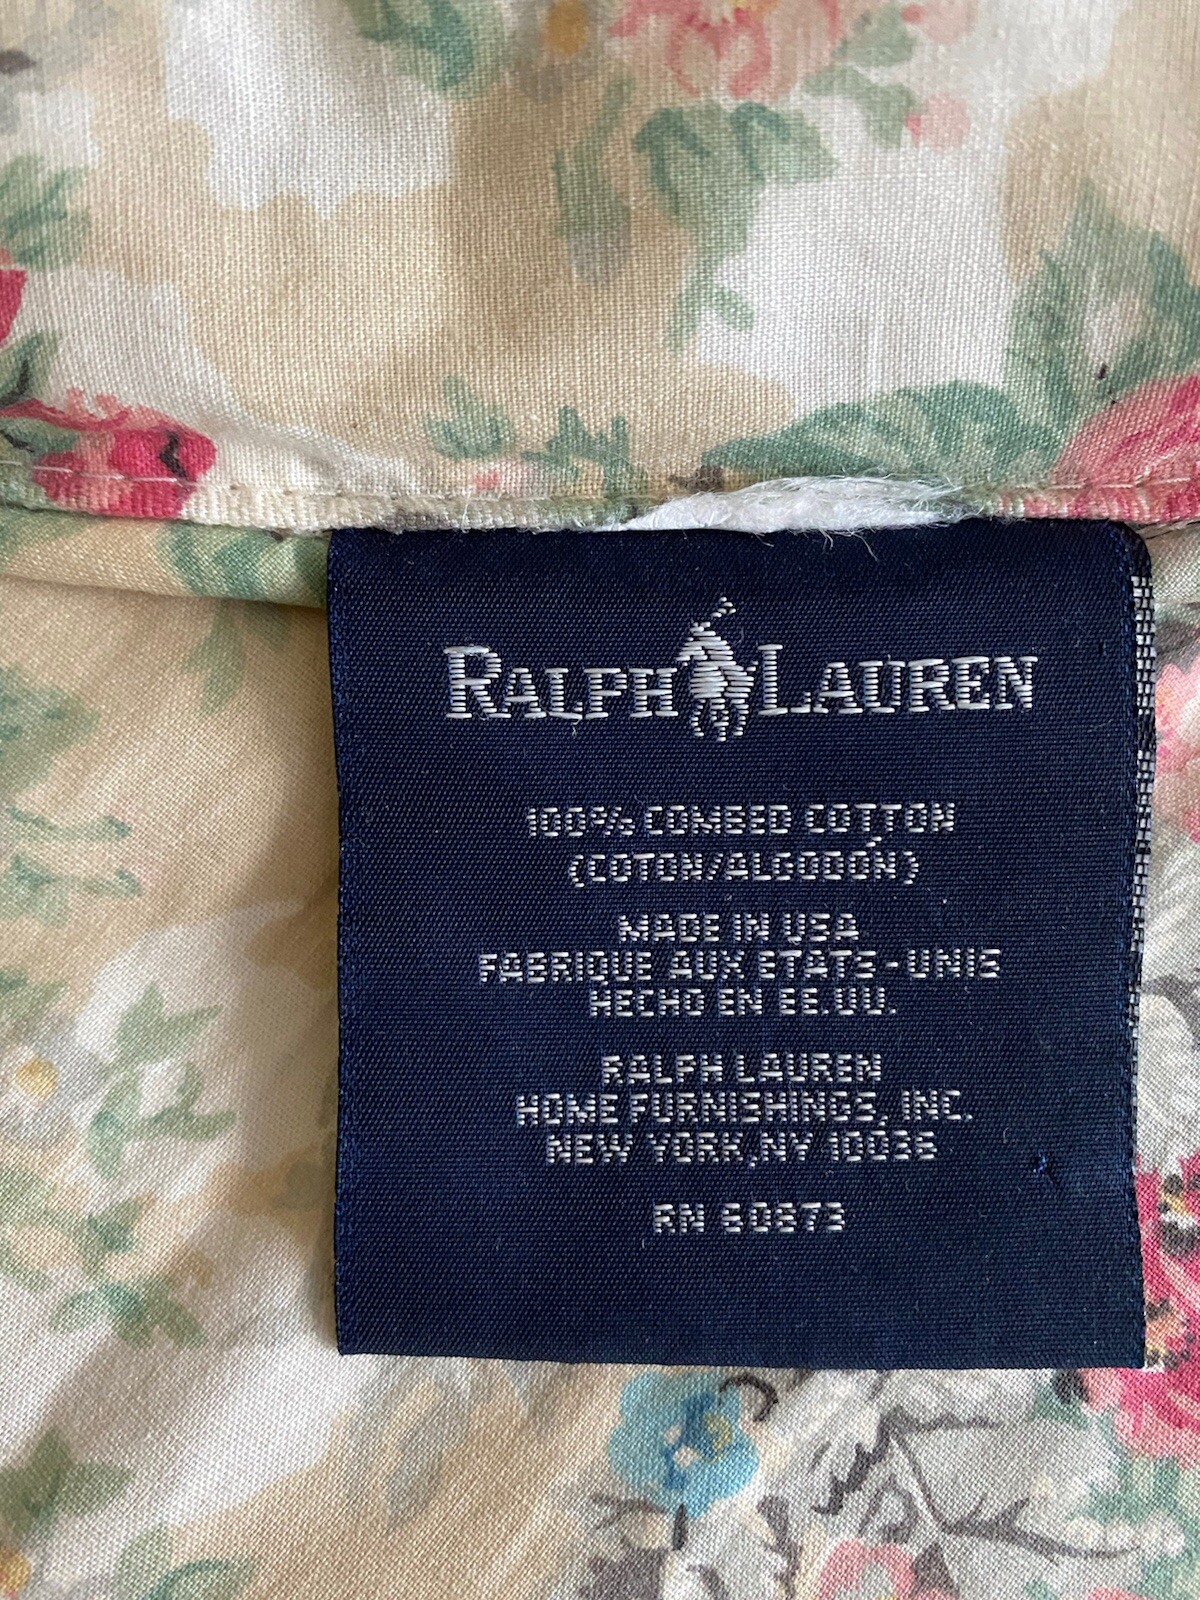 RALPH LAUREN
100% COMBED COTTON
(COTON/ALGODÓN)
MADE IN USA
FABRIQUE AUX ETATS-UNIS
HECHO EN EE.UU.
RALPH LAUREN
HOME FURNISHINGS, INC.
NEW YORK, NY 10036
RN 60873